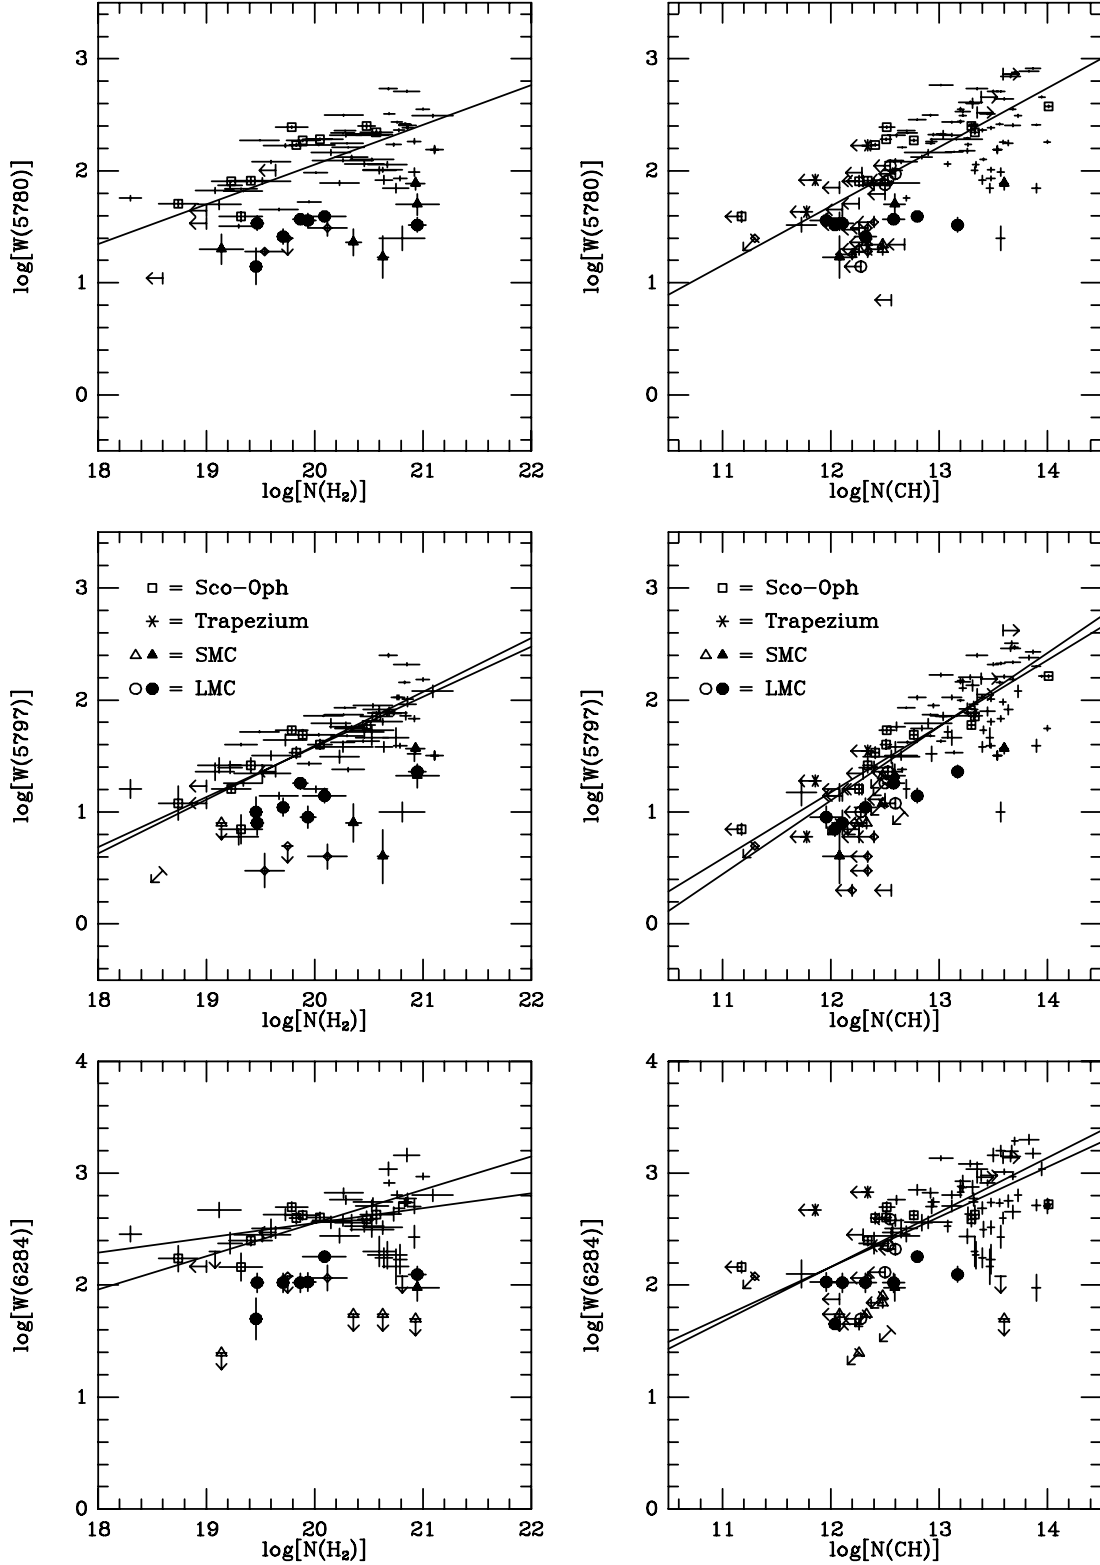 3
2
1
0
log[W(5780)]
18 19 20 21 22
log[N(H₂)]
3
2
1
0
log[W(5780)]
11 12 13 14
log[N(CH)]
3
2
1
0
log[W(5797)]
□ = Sco-Oph
= Trapezium
△ ▲ = SMC
○ ● = LMC
18 19 20 21 22
log[N(H₂)]
3
2
1
0
log[W(5797)]
□ = Sco-Oph
= Trapezium
△ ▲ = SMC
○ ● = LMC
11 12 13 14
log[N(CH)]
4
3
2
1
0
log[W(6284)]
18 19 20 21 22
log[N(H₂)]
4
3
2
1
0
log[W(6284)]
11 12 13 14
log[N(CH)]